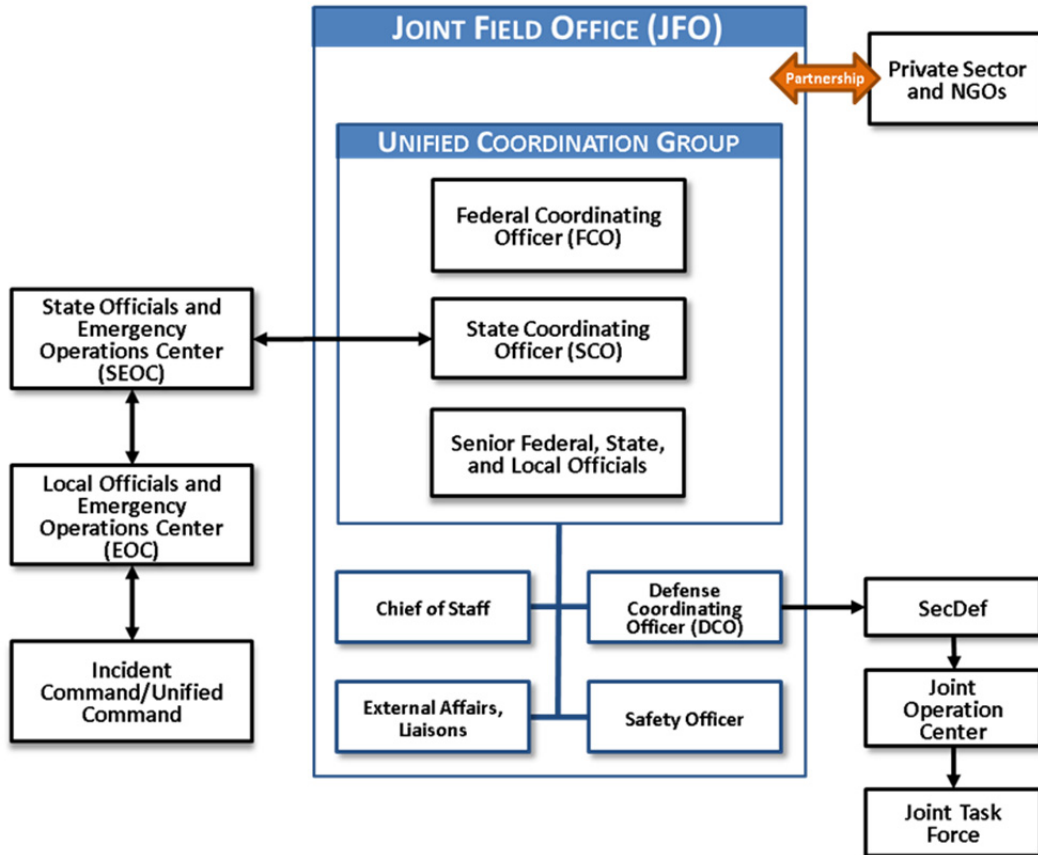 JOINT FIELD OFFICE (JFO)
Partnership
Private Sector
and NGOs
UNIFIED COORDINATION GROUP
Federal Coordinating
Officer (FCO)
State Officials and
Emergency
Operations Center
(SEOC)
State Coordinating
Officer (SCO)
Senior Federal, State,
and Local Officials
Local Officials and
Emergency
Operations Center
(EOC)
Chief of Staff
Defense
Coordinating
Officer (DCO)
SecDef
Incident
Command/Unified
Command
External Affairs,
Liaisons
Safety Officer
Joint
Operation
Center
Joint Task
Force